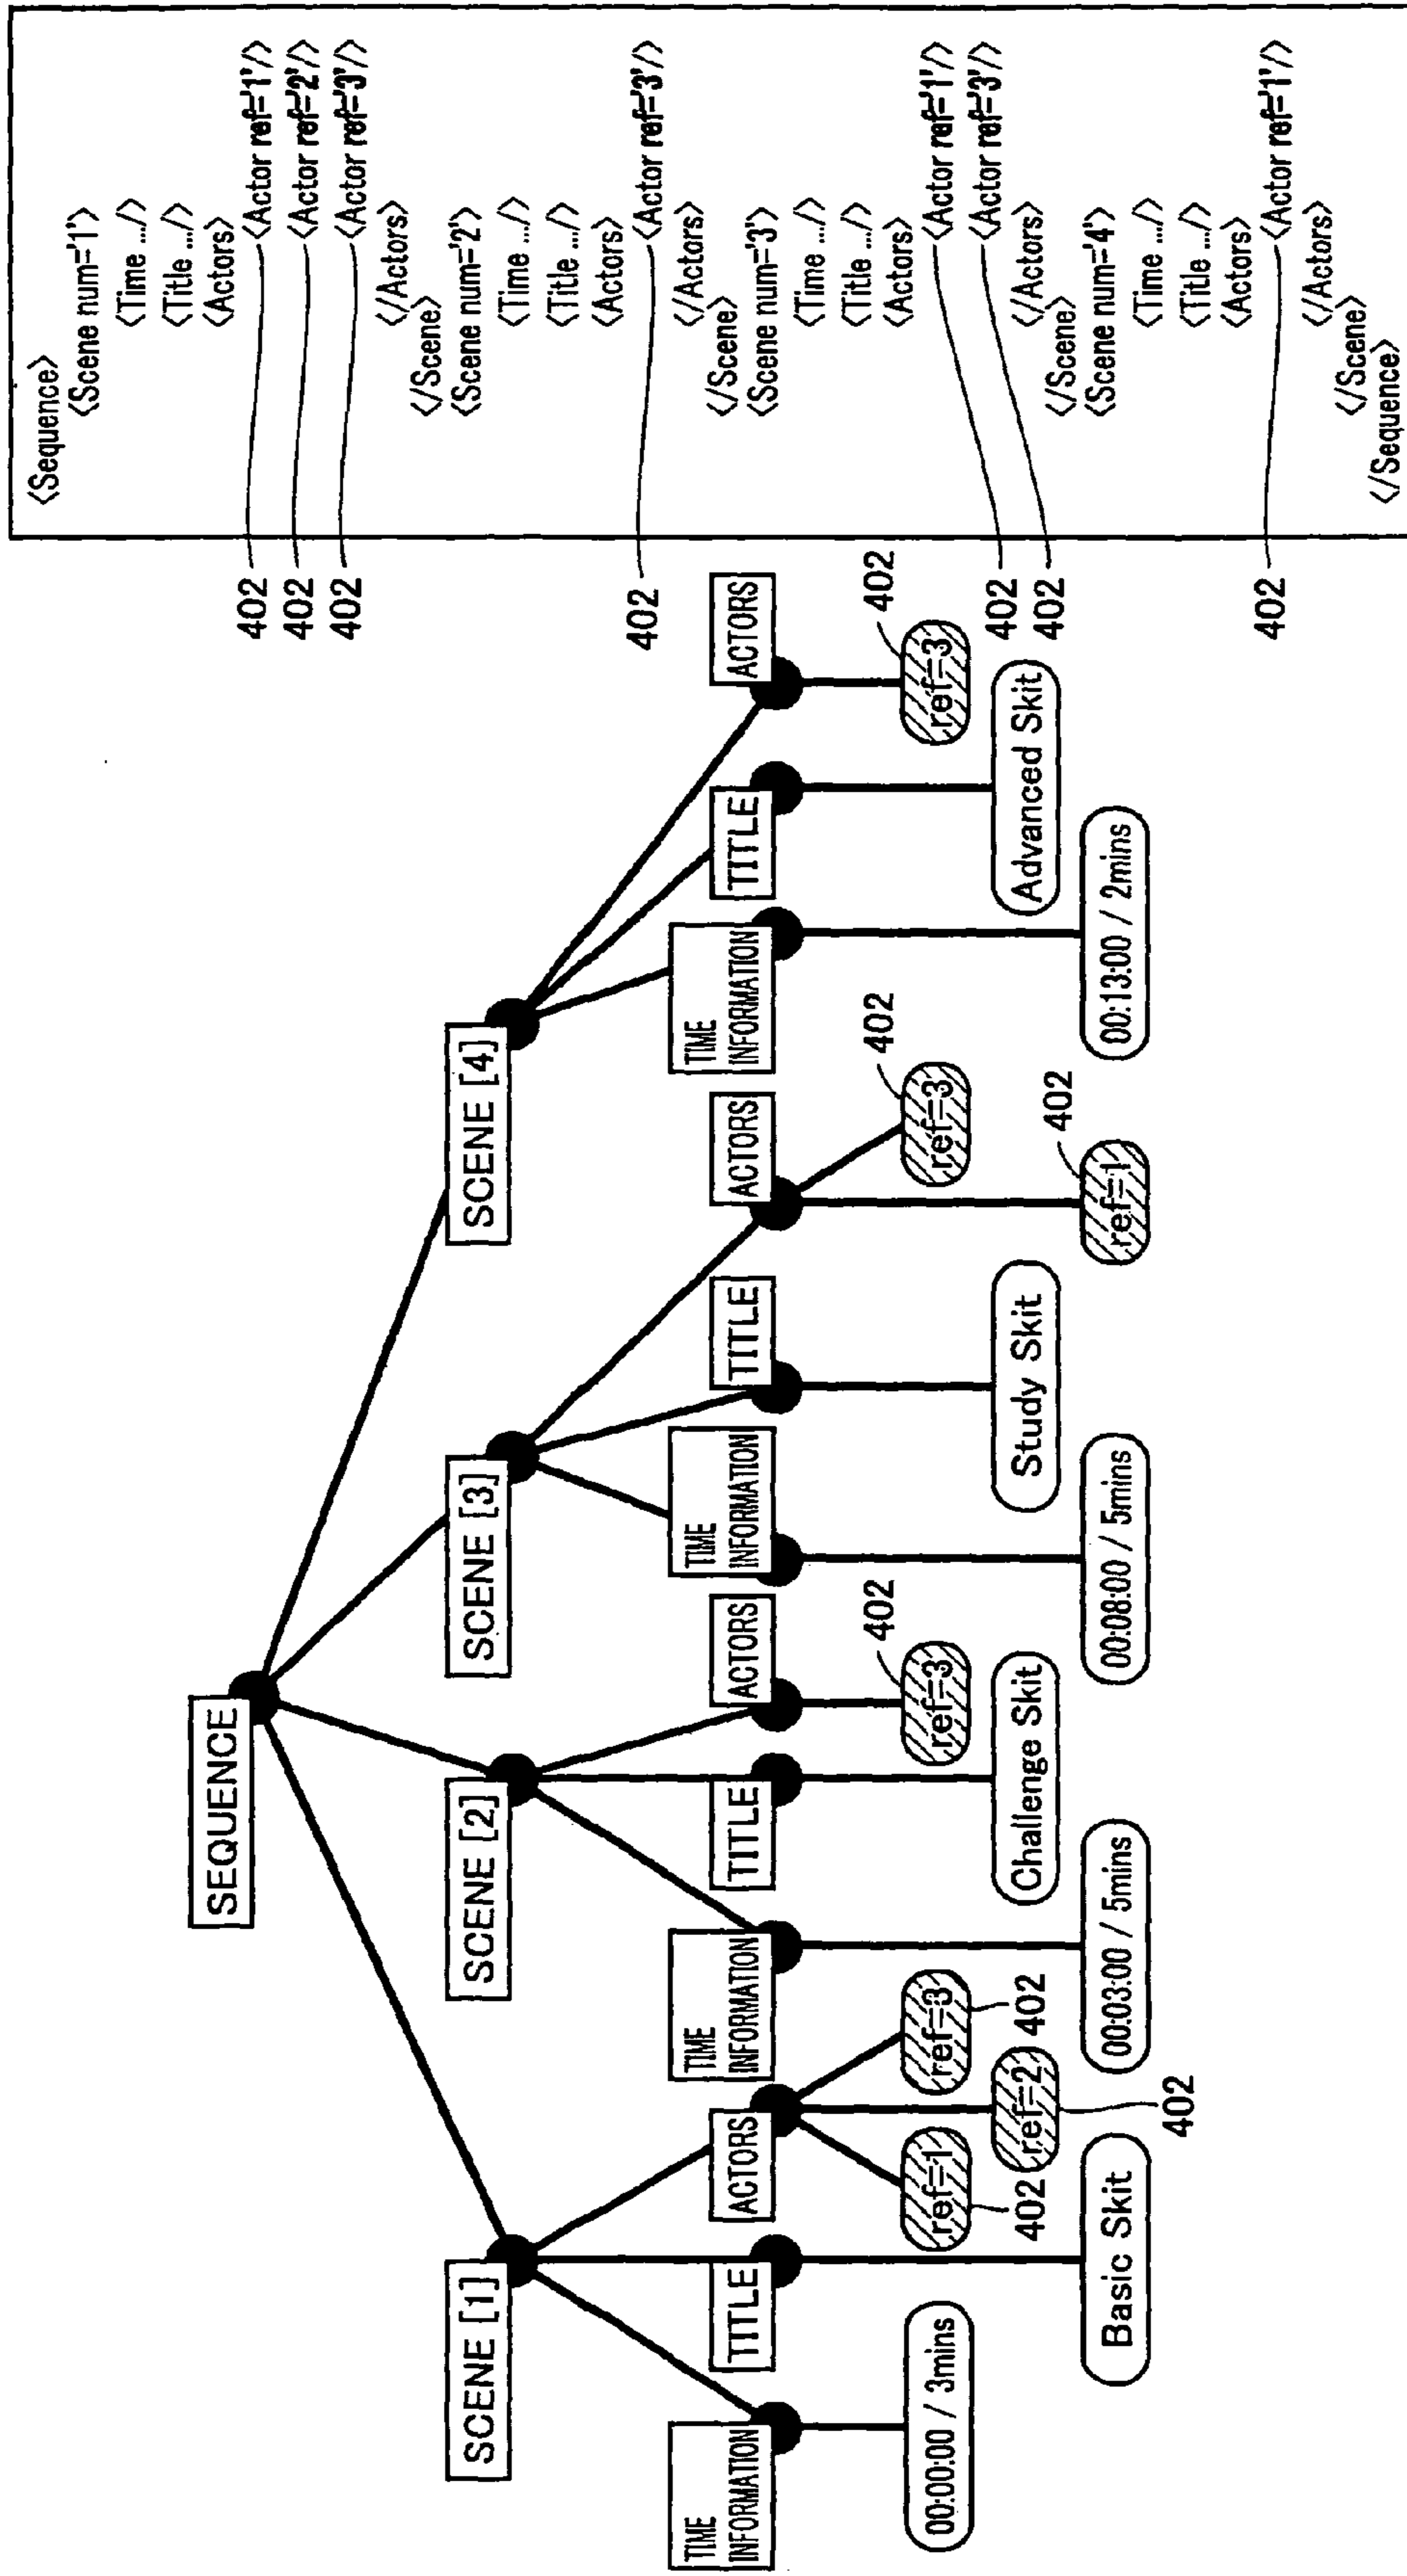 SEQUENCE
SCENE [1]
SCENE [2]
SCENE [3]
SCENE [4]
TIME
INFORMATION
TITLE
ACTORS
TIME
INFORMATION
TITLE
ACTORS
TIME
INFORMATION
TITLE
ACTORS
TIME
INFORMATION
TITLE
ACTORS
00:00:00 / 3mins
Basic Skit
ref=1
402
ref=2
402
ref=3
402
00:03:00 / 5mins
Challenge Skit
ref=3
402
00:08:00 / 5mins
Study Skit
ref=1
402
ref=3
402
00:13:00 / 2mins
Advanced Skit
ref=3
402
<Sequence>
<Scene num='1'>
<Time .../>
<Title .../>
<Actors>
402 <Actor ref='1'/>
402 <Actor ref='2'/>
402 <Actor ref='3'/>
</Actors>
</Scene>
<Scene num='2'>
<Time .../>
<Title .../>
<Actors>
402 <Actor ref='3'/>
</Actors>
</Scene>
<Scene num='3'>
<Time .../>
<Title .../>
<Actors>
402 <Actor ref='1'/>
402 <Actor ref='3'/>
</Actors>
</Scene>
<Scene num='4'>
<Time .../>
<Title .../>
<Actors>
402 <Actor ref='1'/>
</Actors>
</Scene>
</Sequence>